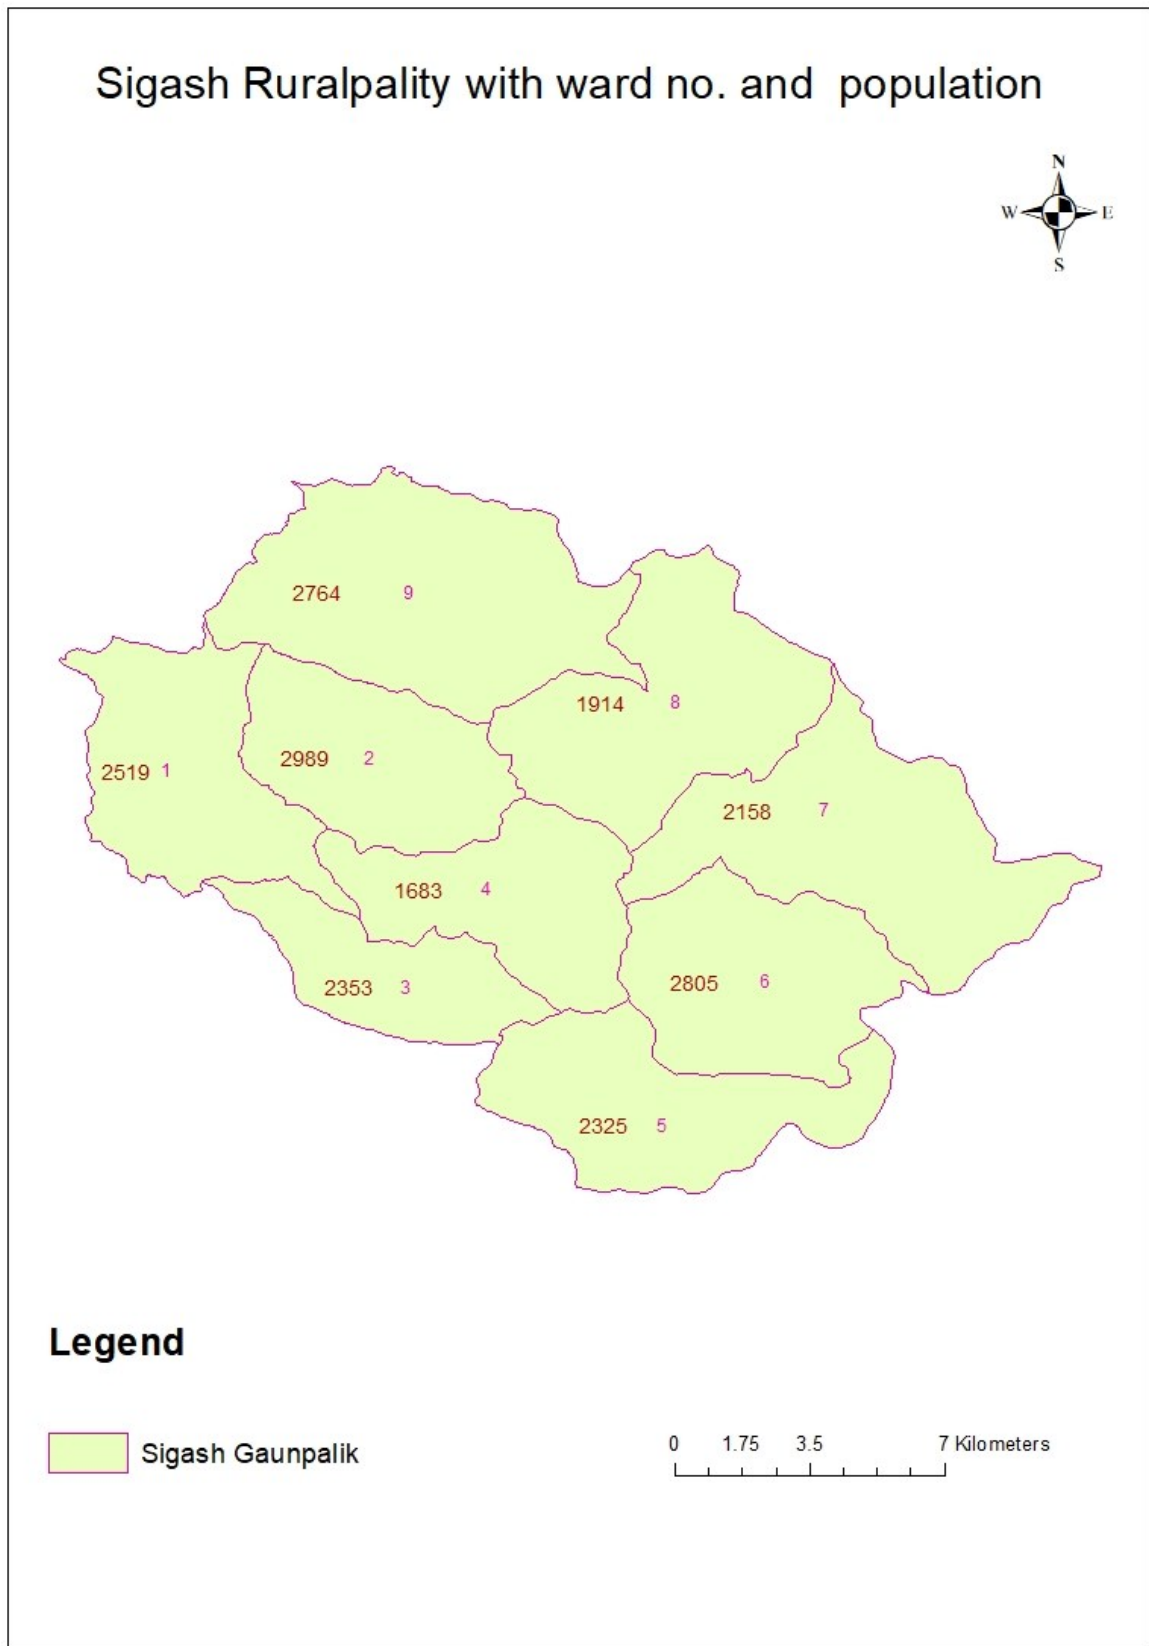 Sigash Ruralpality with ward no. and  population
N
W E
S
2764 9
1914 8
2989 2
2519 1
2158 7
1683 4
2805 6
2353 3
2325 5
Legend
Sigash Gaunpalik
0 1.75 3.5 7 Kilometers